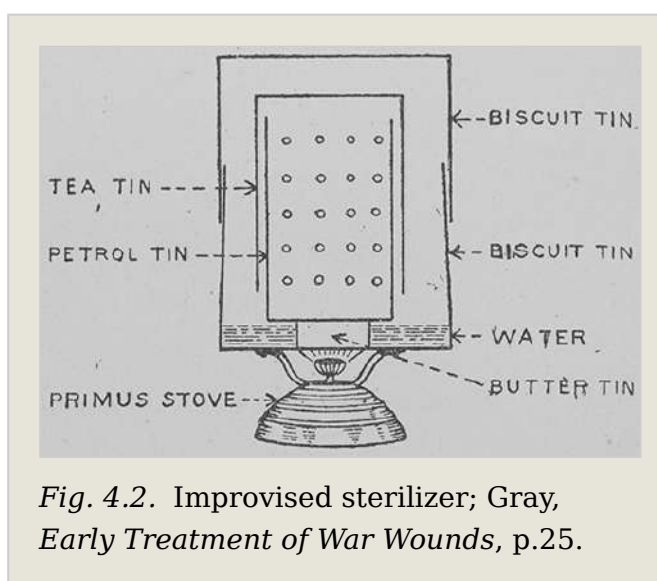 BISCUIT TIN.
TEA, TIN
PETROL TIN
BISCUIT TIN
WATER
BUTTER TIN
PRIMUS STOVE
Fig. 4.2. Improvised sterilizer; Gray,
Early Treatment of War Wounds, p.25.